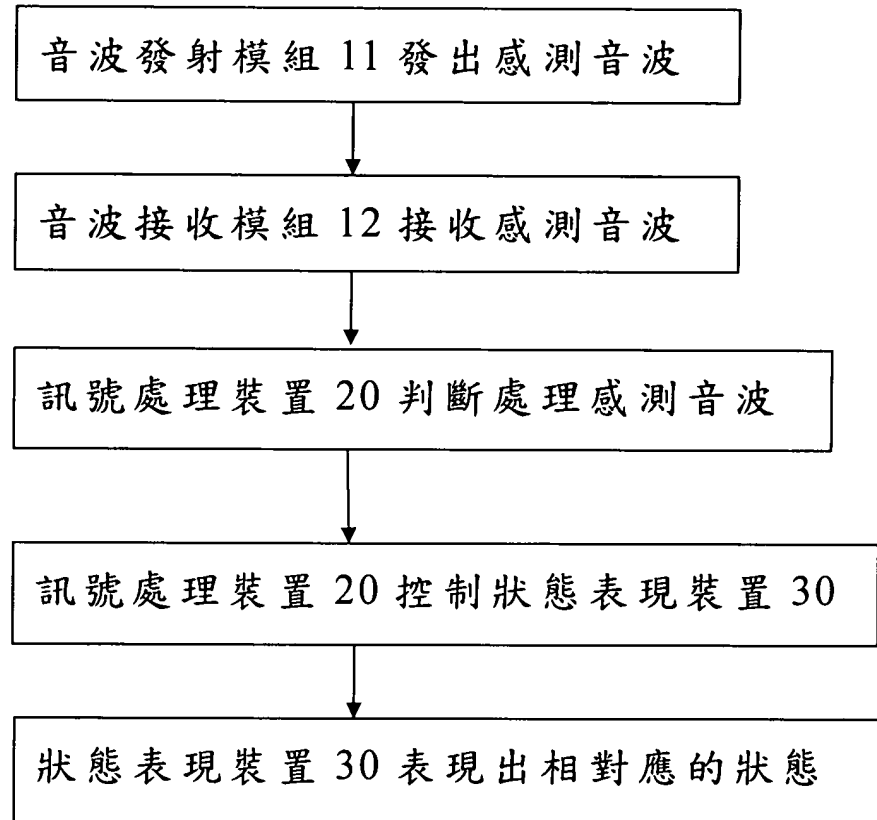 音波發射模組 11 發出感測音波
音波接收模組 12 接收感測音波
訊號處理裝置 20 判斷處理感測音波
訊號處理裝置 20 控制狀態表現裝置 30
狀態表現裝置 30 表現出相對應的狀態